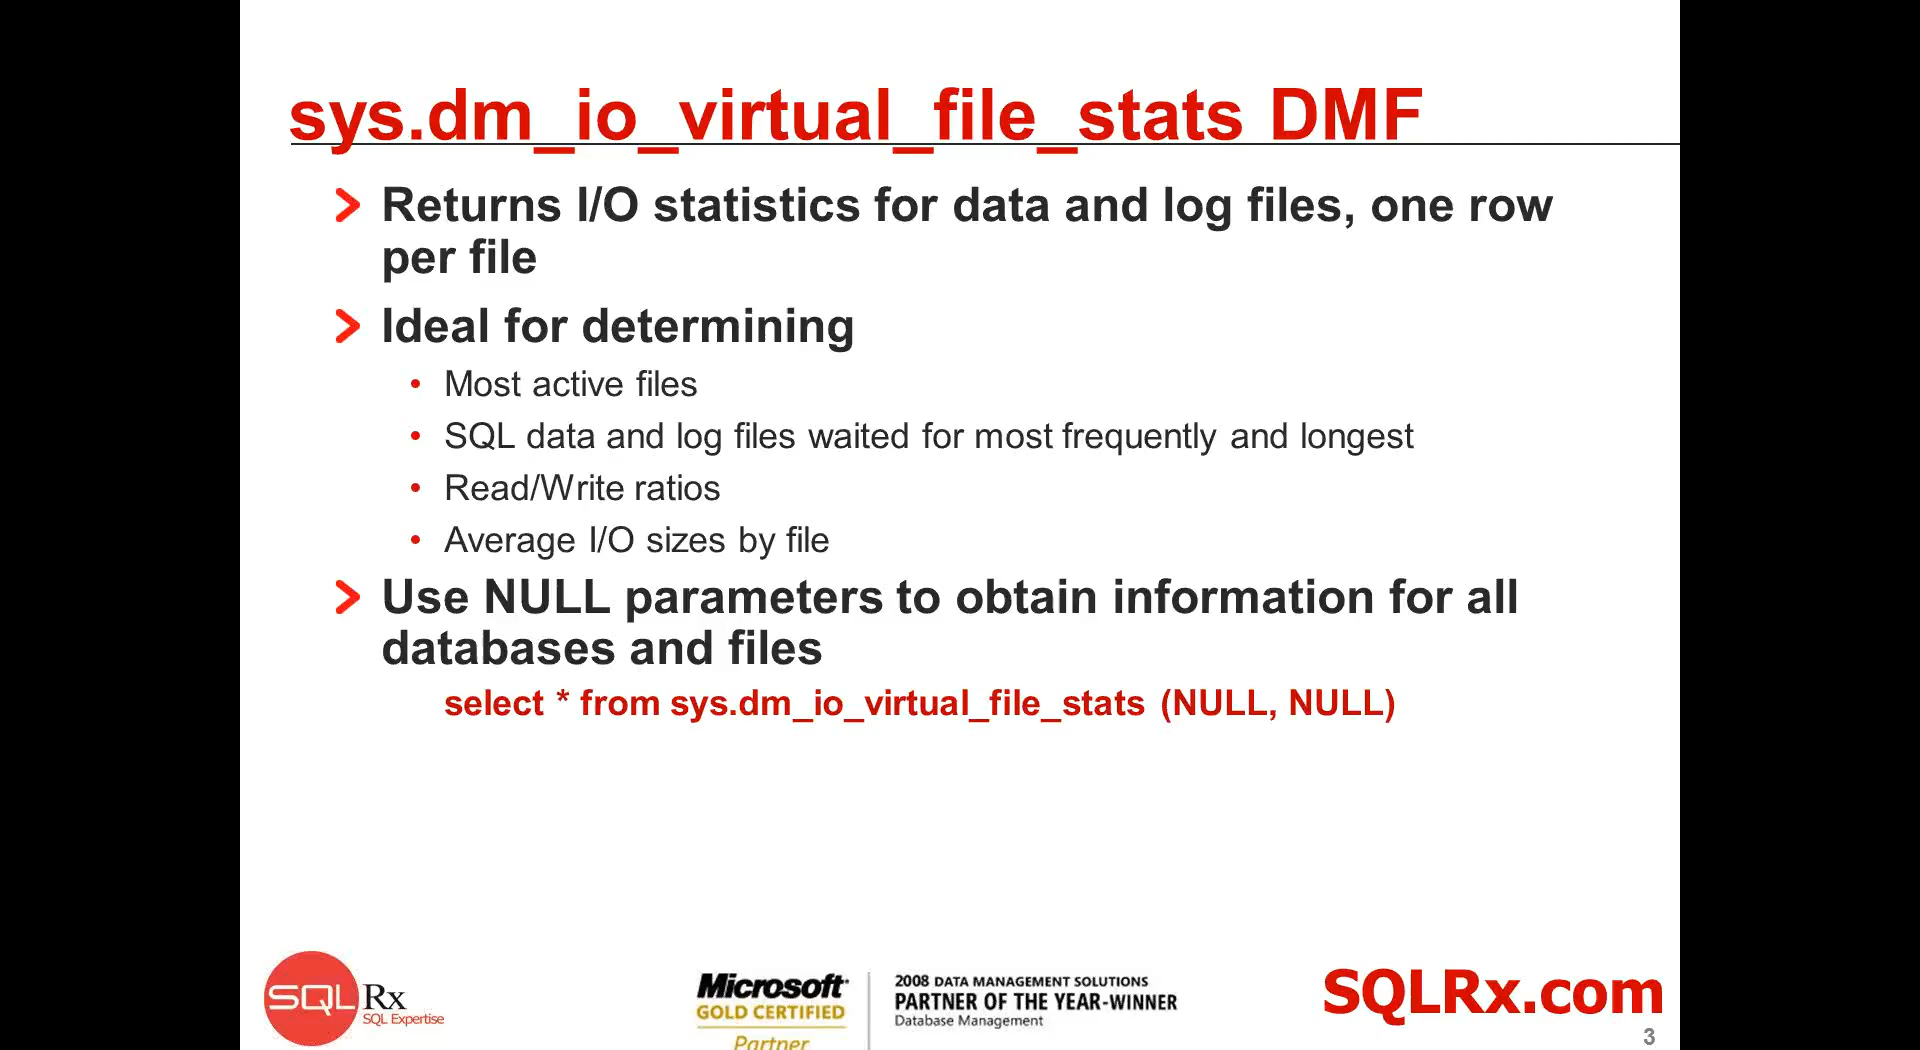 sys.dm_io_virtual_file_stats DMF
Returns I/O statistics for data and log files, one row
per file
Ideal for determining
• Most active files
• SQL data and log files waited for most frequently and longest
• Read/Write ratios
• Average I/O sizes by file
Use NULL parameters to obtain information for all
databases and files
select * from sys.dm_io_virtual_file_stats (NULL, NULL)
SQL Rx
SQL Expertise
Microsoft
GOLD CERTIFIED
Partner
2008 DATA MANAGEMENT SOLUTIONS
PARTNER OF THE YEAR-WINNER
Database Management
SQLRx.com
3